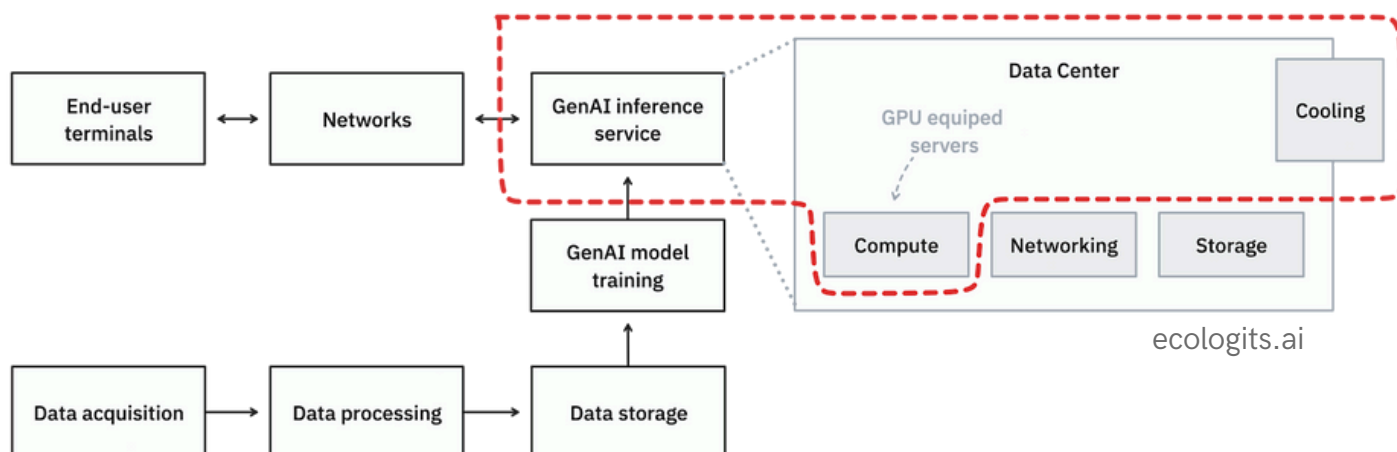 Data Center
End-user
terminals
Networks
GenAI inference
service
Cooling
GPU equiped
servers
Compute
Networking
Storage
GenAI model
training
ecologits.ai
Data acquisition
Data processing
Data storage